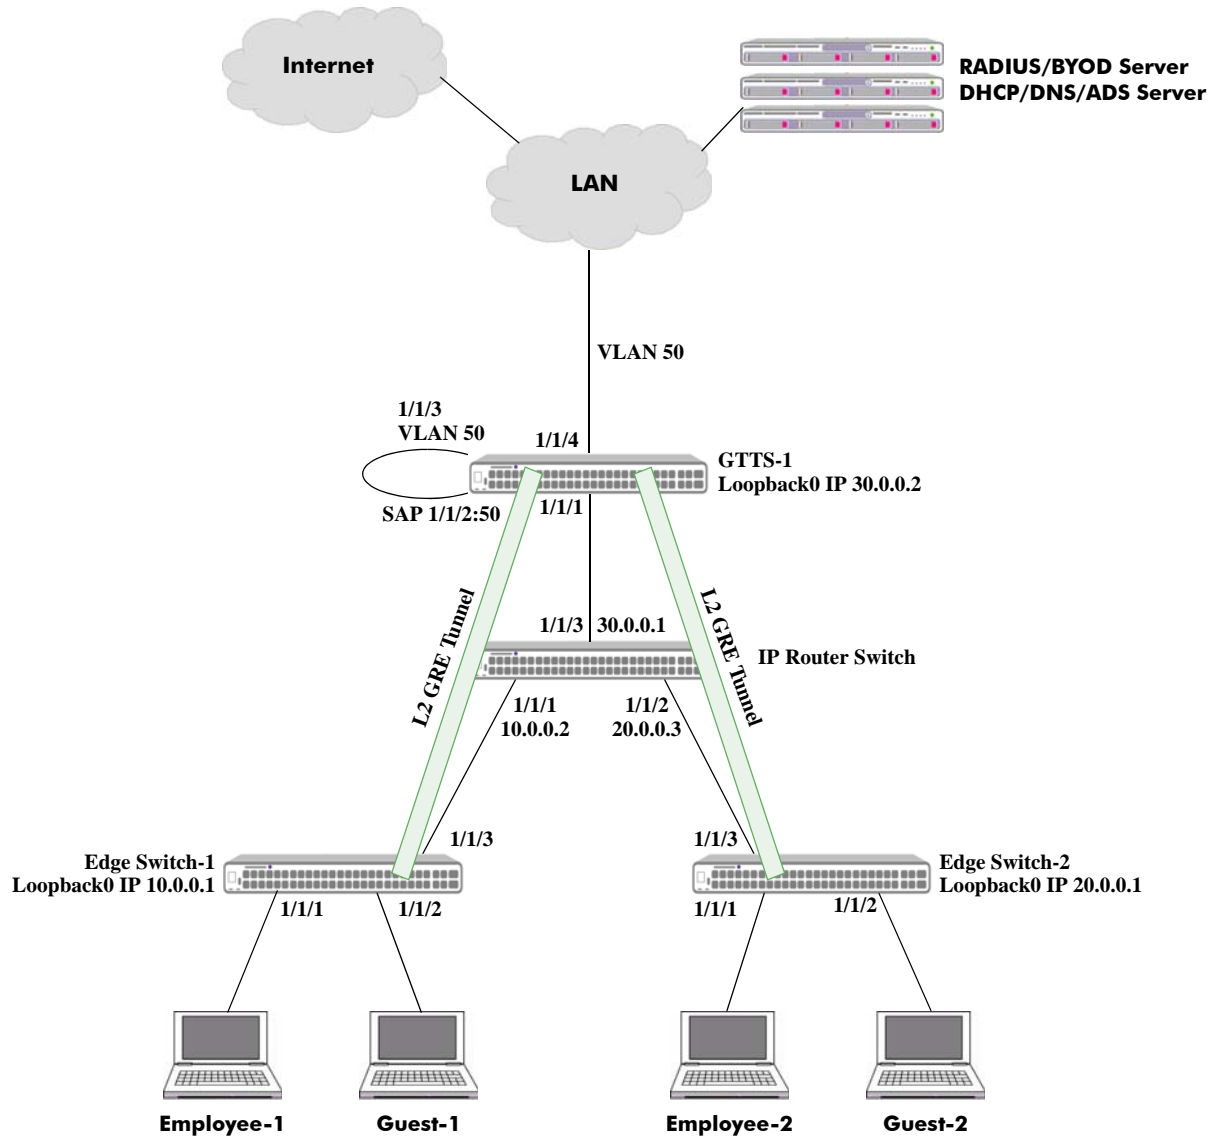 Internet
RADIUS/BYOD Server
DHCP/DNS/ADS Server
LAN
VLAN 50
1/1/3
VLAN 50
1/1/4
GTTS-1
Loopback0 IP 30.0.0.2
SAP 1/1/2:50
1/1/1
L2 GRE Tunnel
L2 GRE Tunnel
1/1/3
30.0.0.1
IP Router Switch
1/1/1
10.0.0.2
1/1/2
20.0.0.3
1/1/3
1/1/3
Edge Switch-1
Loopback0 IP 10.0.0.1
Edge Switch-2
Loopback0 IP 20.0.0.1
1/1/1
1/1/2
1/1/1
1/1/2
Employee-1
Guest-1
Employee-2
Guest-2